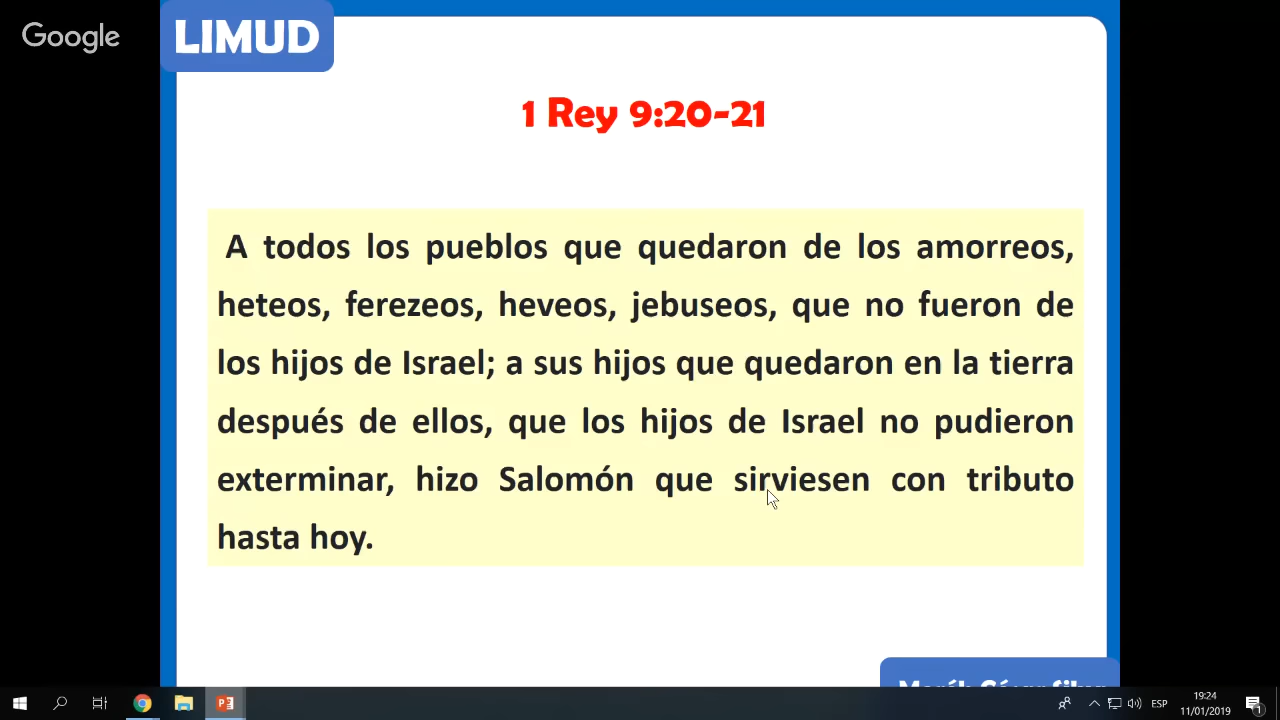 Google
LIMUD
1 Rey 9:20-21
A todos los pueblos que quedaron de los amorreos,
heteos, ferezeos, heveos, jebuseos, que no fueron de
los hijos de Israel; a sus hijos que quedaron en la tierra
después de ellos, que los hijos de Israel no pudieron
exterminar, hizo Salomón que sirviesen con tributo
hasta hoy.
ESP
19:24
11/01/2019
1